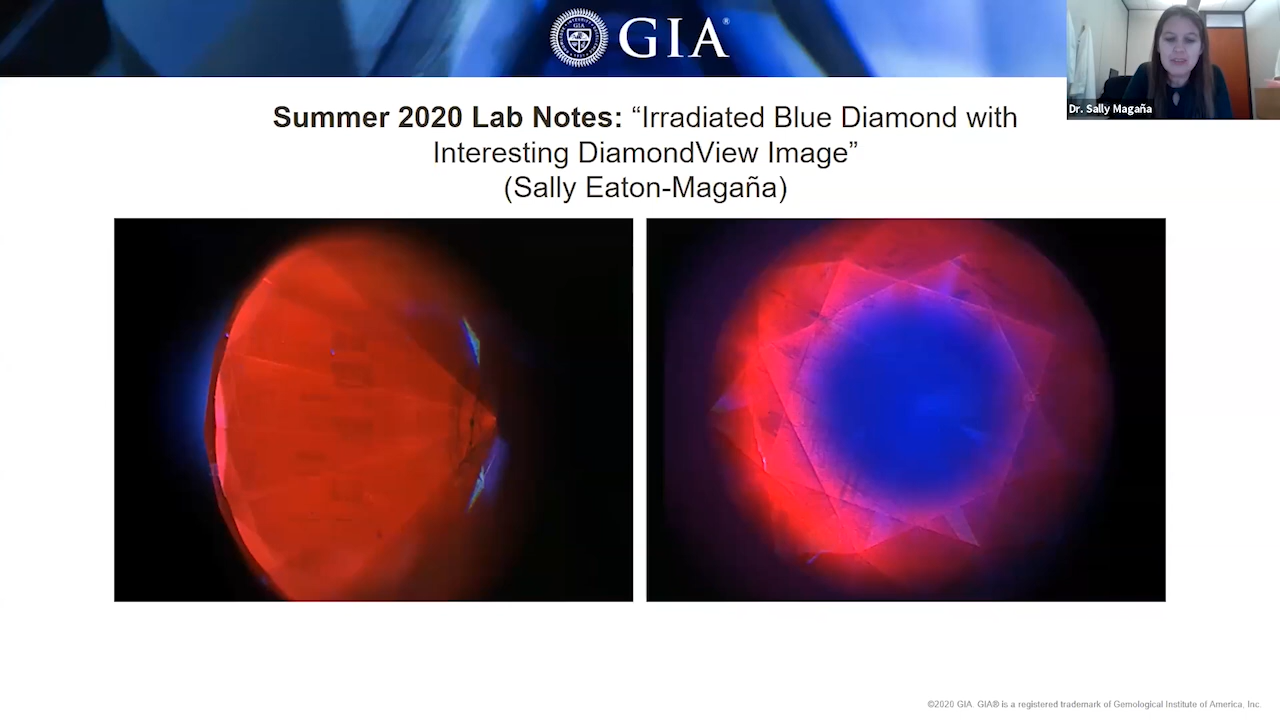 GIA
GIA®
Dr. Sally Magaña
Summer 2020 Lab Notes: “Irradiated Blue Diamond with
Interesting DiamondView Image”
(Sally Eaton-Magaña)
©2020 GIA. GIA® is a registered trademark of Gemological Institute of America, Inc.